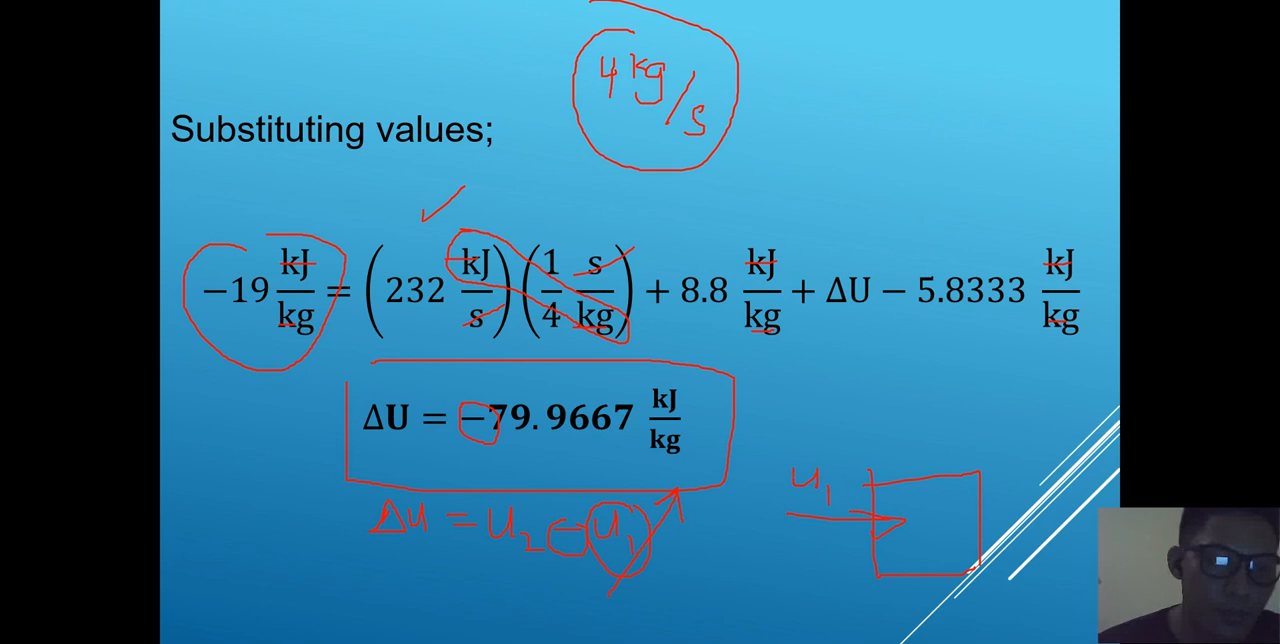 4 kg/s
Substituting values;
−19 kJ/kg = (232 kJ/s)(1/4 s/kg) + 8.8 kJ/kg + ΔU − 5.8333 kJ/kg
ΔU = −79.9667 kJ/kg
ΔU = U₂ − U₁
U₁